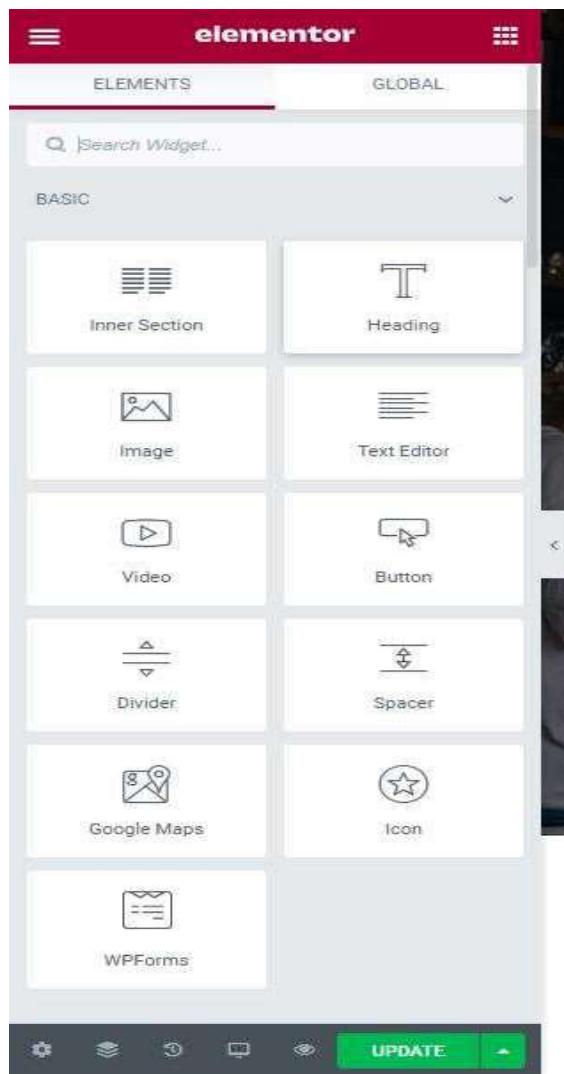 elementor
ELEMENTS GLOBAL
Search Widget...
BASIC
Inner Section Heading
Image Text Editor
Video Button
Divider Spacer
Google Maps Icon
WPForms
UPDATE